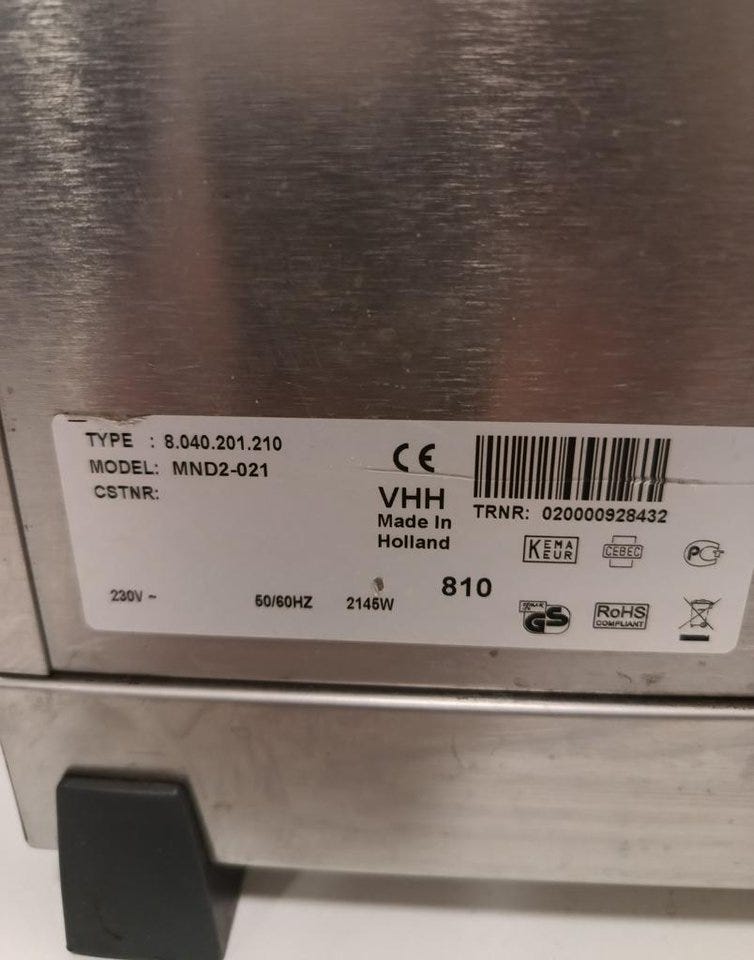 TYPE : 8.040.201.210
MODEL: MND2-021
CSTNR:
CE
VHH
Made In
Holland
TRNR: 020000928432
KEMA
EUR
CEBEC
230V ~
50/60HZ
2145W
810
GS
RoHS
COMPLIANT